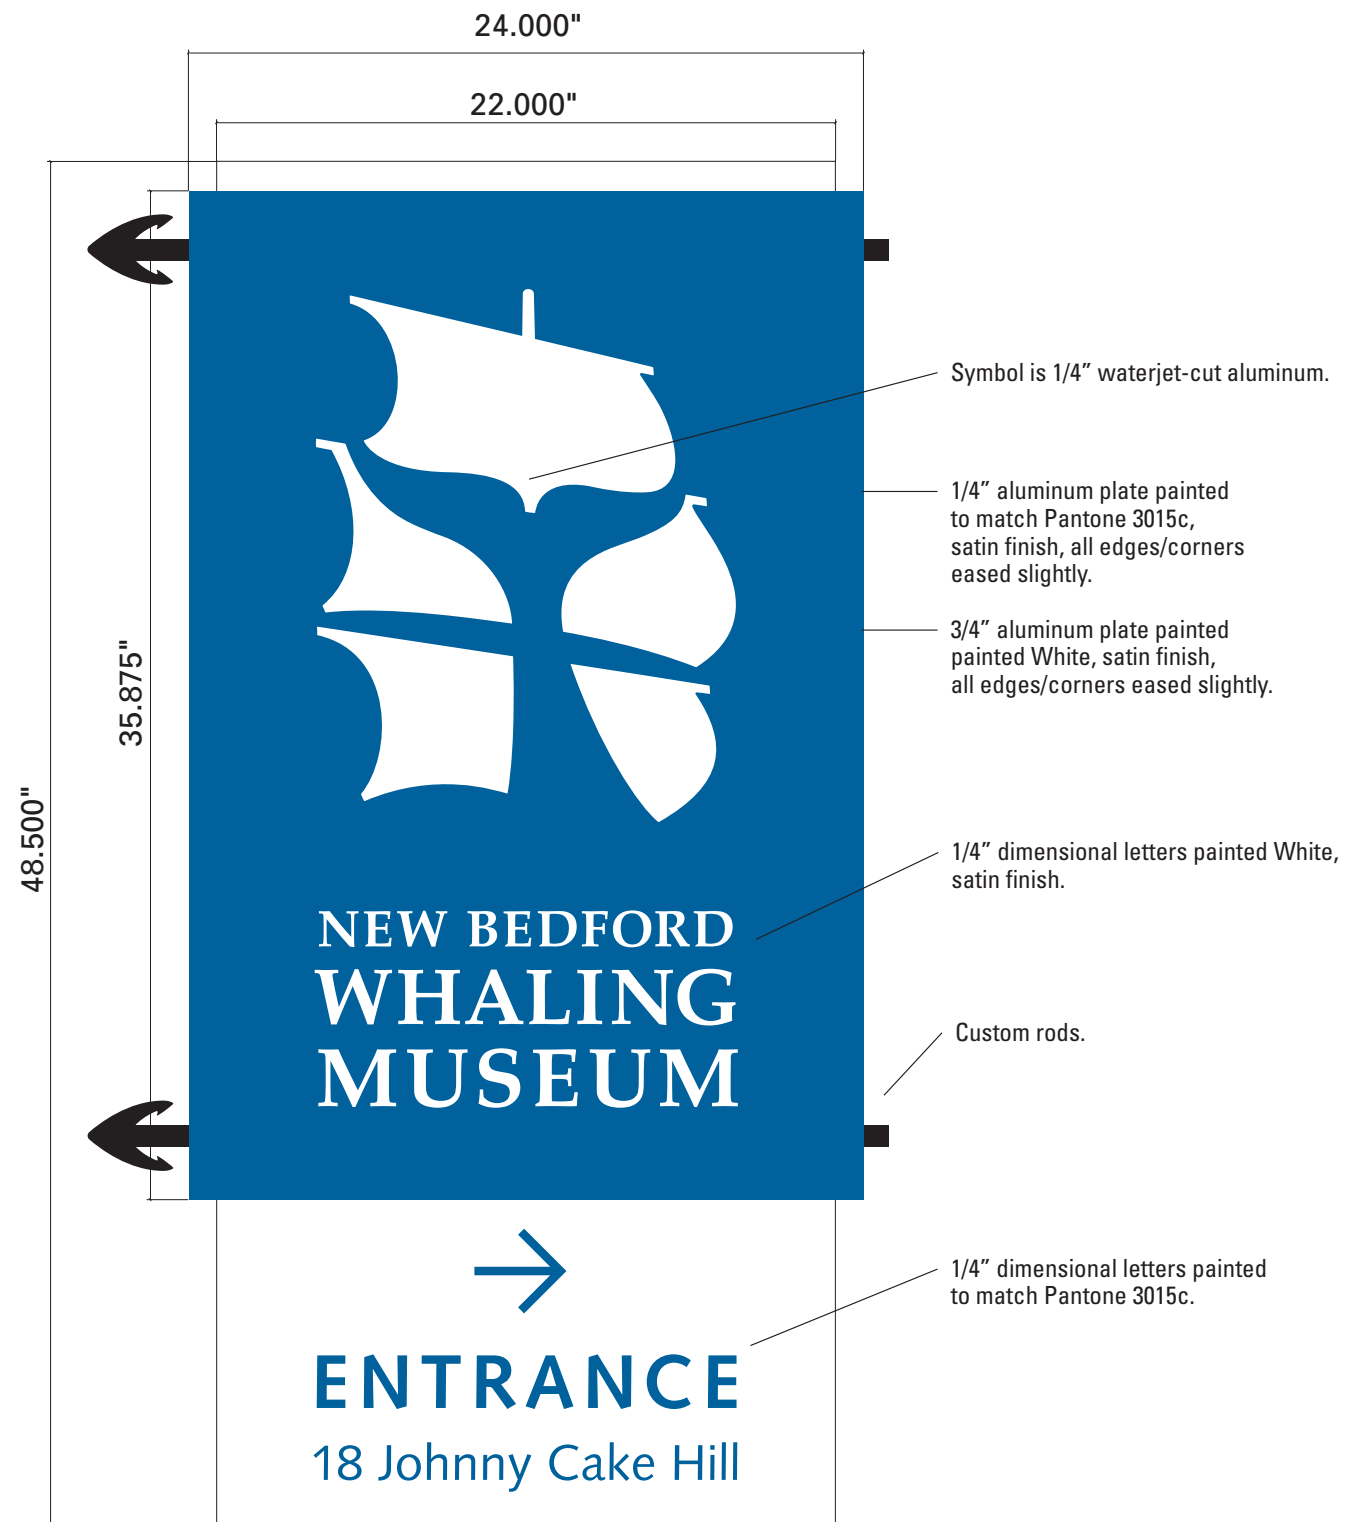 24.000"
22.000"
Symbol is 1/4” waterjet-cut aluminum.
1/4” aluminum plate painted
to match Pantone 3015c,
satin finish, all edges/corners
eased slightly.
3/4” aluminum plate painted
painted White, satin finish,
all edges/corners eased slightly.
35.875"
48.500"
1/4” dimensional letters painted White,
satin finish.
NEW BEDFORD
WHALING
MUSEUM
Custom rods.
1/4” dimensional letters painted
to match Pantone 3015c.
ENTRANCE
18 Johnny Cake Hill